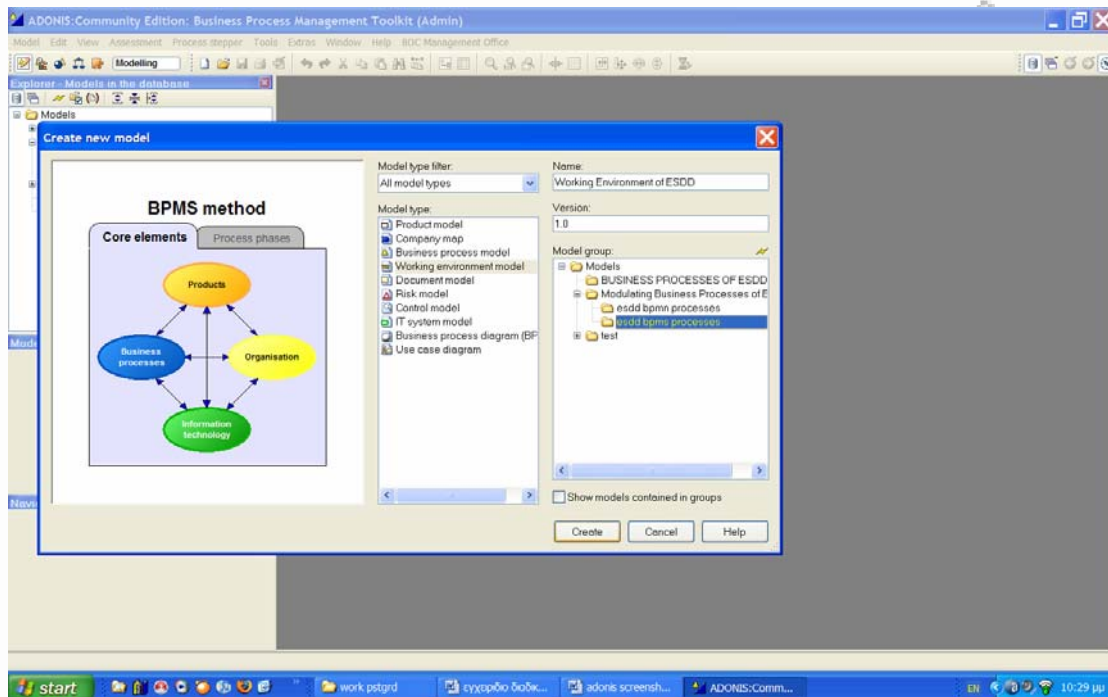 ADONIS:Community Edition: Business Process Management Toolkit (Admin)
Model Edit View Assessment Process stepper Tools Extras Window Help BOC Management Office
Modelling
Explorer - Models in the database
Models
Create new model
BPMS method
Core elements Process phases
Products
Business processes
Organisation
Information technology
Model type filter:
All model types
Model type:
Product model
Company map
Business process model
Working environment model
Document model
Risk model
Control model
IT system model
Business process diagram (BP
Use case diagram
Name:
Working Environment of ESDD
Version:
1.0
Model group:
Models
BUSINESS PROCESSES OF ESDD
Modulating Business Processes of E
esdd bpmn processes
esdd bpms processes
test
Show models contained in groups
Create Cancel Help
Mode
Navi
start
work pstgrd
adonis screensh...
ADONIS:Comm...
EN
10:29 μμ